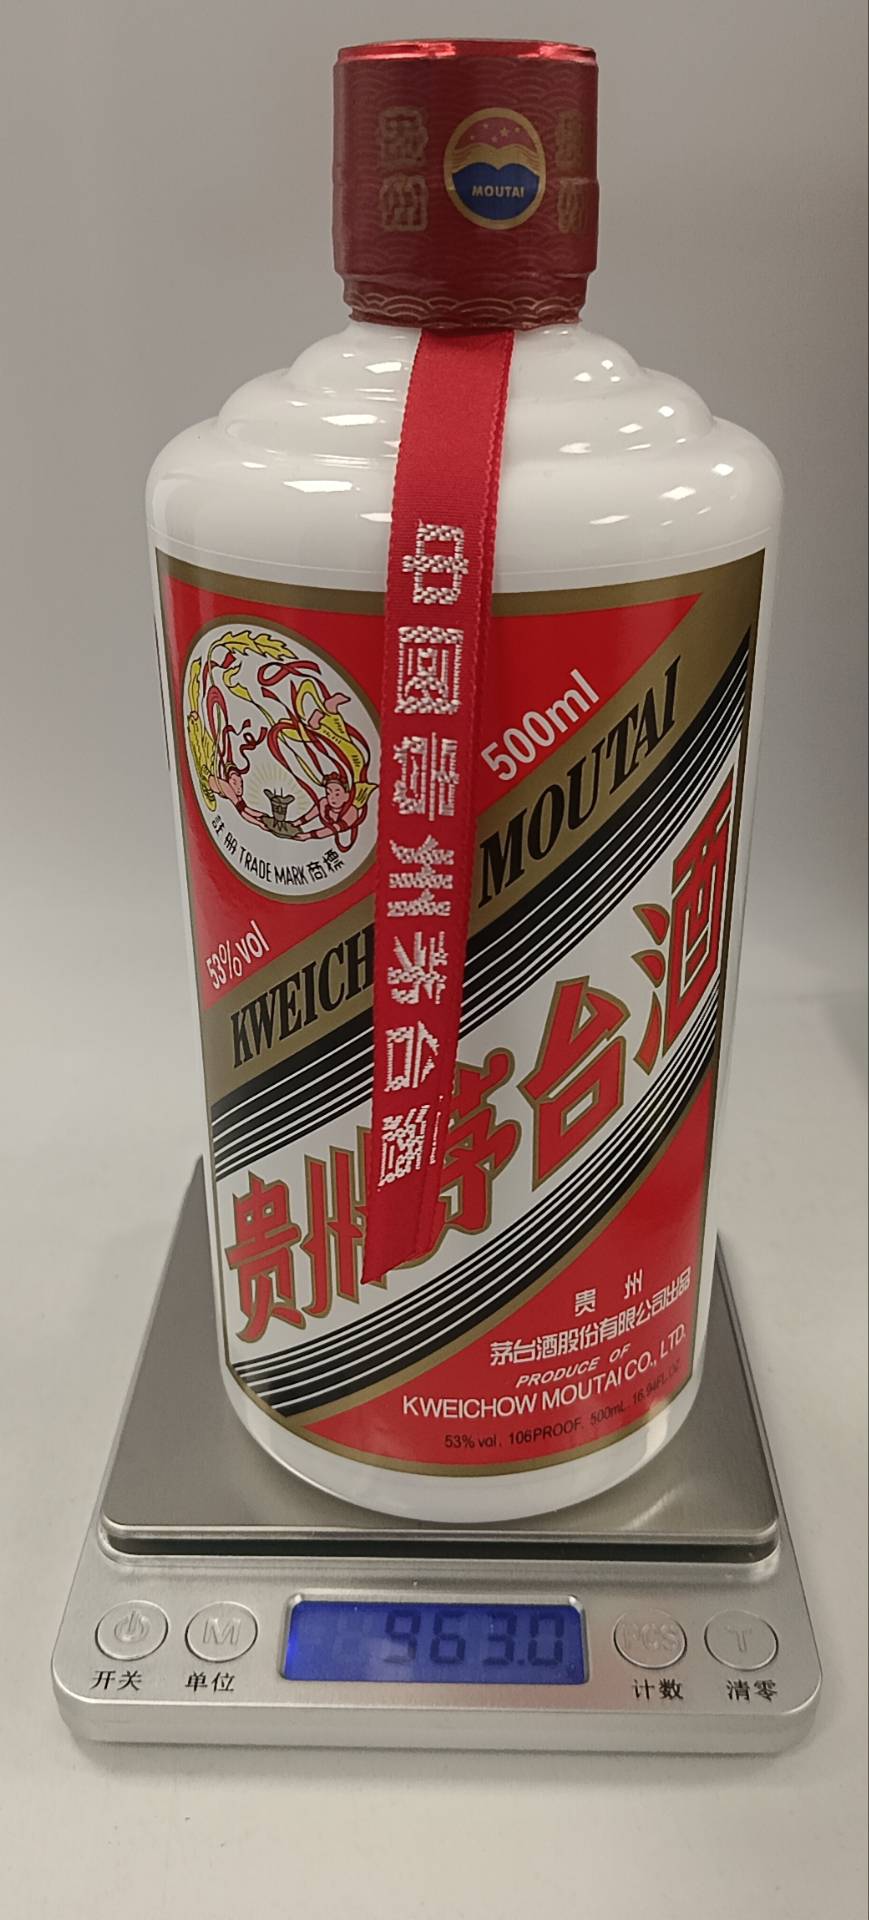 MOUTAI
中国贵州茅台酒
500ml
註册 TRADE MARK 商標
53%vol
KWEICH MOUTAI
贵州茅台酒
贵州
茅台酒股份有限公司出品
PRODUCE OF
KWEICHOW MOUTAI CO., LTD.
53% vol. 106PROOF. 500mL. 16.94FL.OZ
963.0
M PCS T
开关 单位 计数 清零